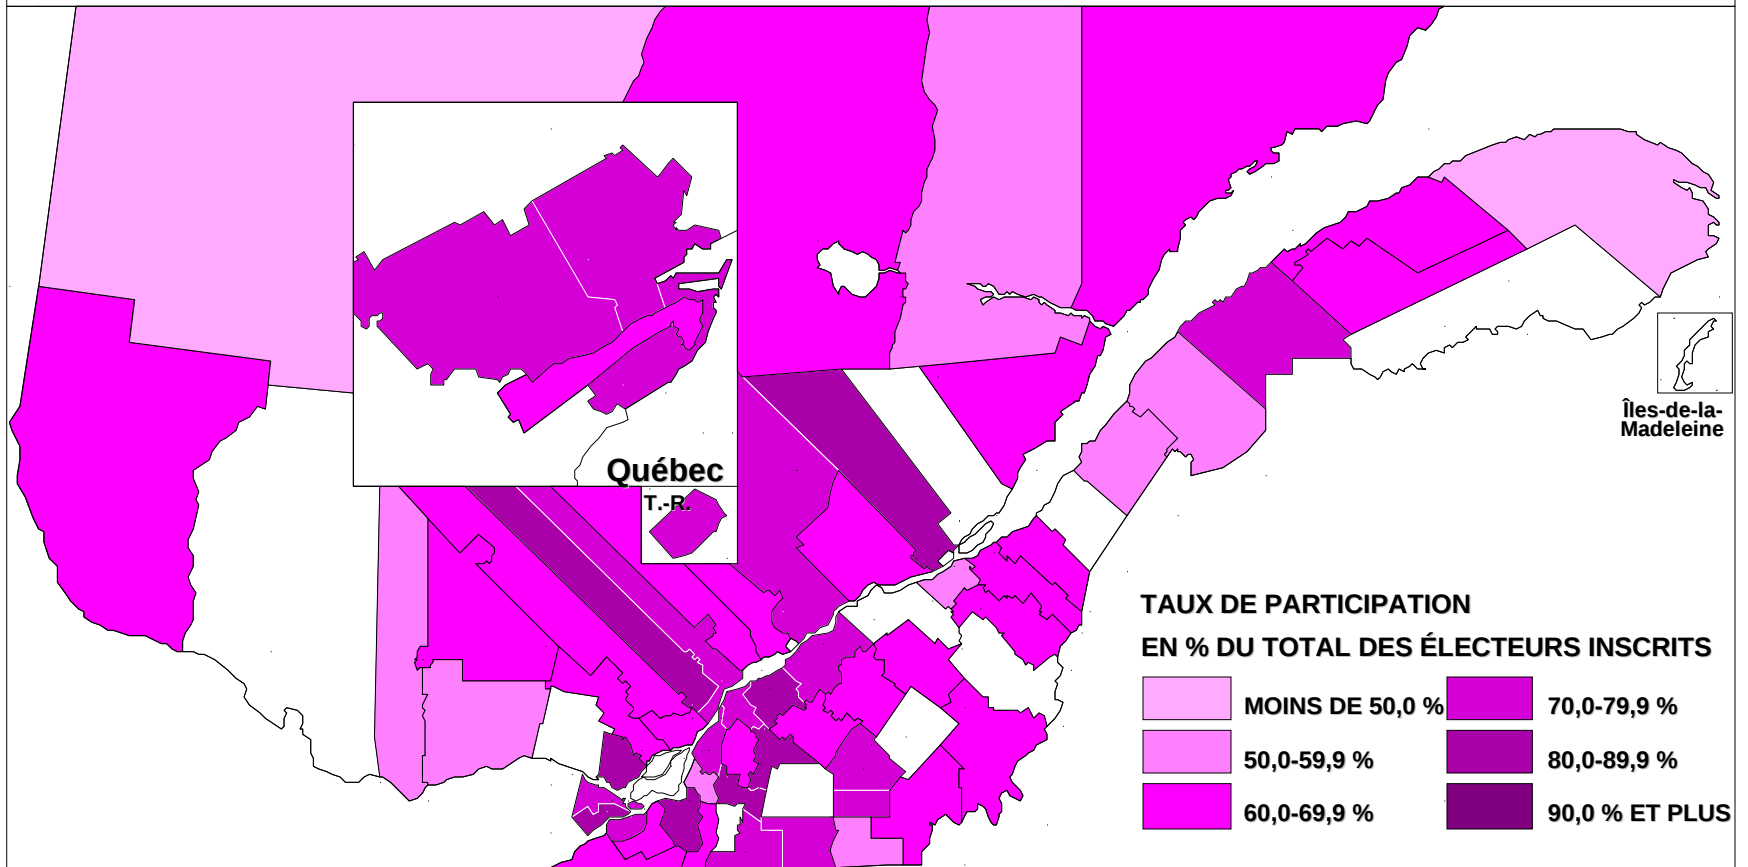 Québec
T.-R.
Îles-de-la-
Madeleine
TAUX DE PARTICIPATION
EN % DU TOTAL DES ÉLECTEURS INSCRITS
MOINS DE 50,0 %
70,0-79,9 %
50,0-59,9 %
80,0-89,9 %
60,0-69,9 %
90,0 % ET PLUS